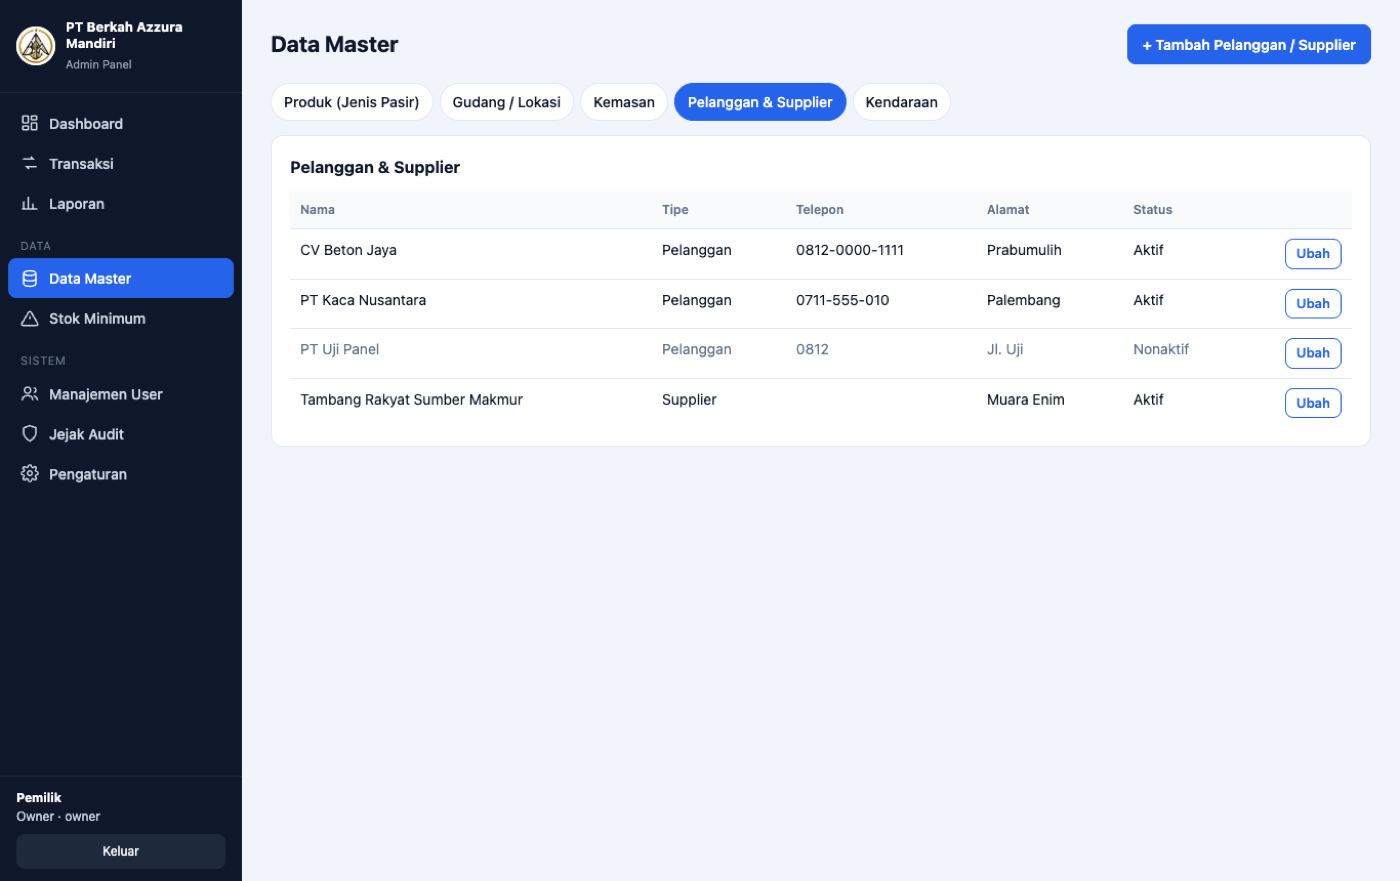 PT Berkah Azzura
Mandiri
Admin Panel
Dashboard
Transaksi
Laporan
DATA
Data Master
Stok Minimum
SISTEM
Manajemen User
Jejak Audit
Pengaturan
Pemilik
Owner · owner
Keluar
Data Master
+ Tambah Pelanggan / Supplier
Produk (Jenis Pasir) Gudang / Lokasi Kemasan Pelanggan & Supplier Kendaraan
Pelanggan & Supplier
Nama Tipe Telepon Alamat Status
CV Beton Jaya Pelanggan 0812-0000-1111 Prabumulih Aktif Ubah
PT Kaca Nusantara Pelanggan 0711-555-010 Palembang Aktif Ubah
PT Uji Panel Pelanggan 0812 Jl. Uji Nonaktif Ubah
Tambang Rakyat Sumber Makmur Supplier Muara Enim Aktif Ubah